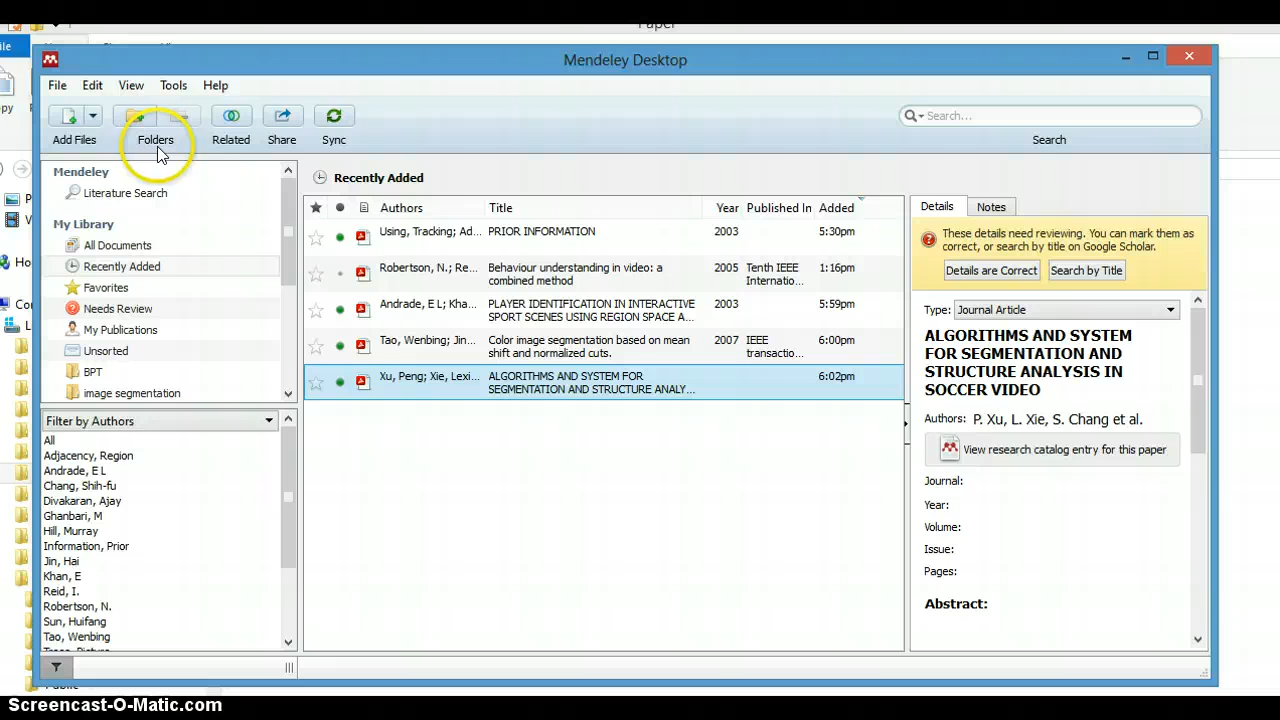 Paper
ile
Mendeley Desktop
File Edit View Tools Help
opy
Add Files Folders Related Share Sync
Search...
Search
Mendeley
Literature Search
My Library
All Documents
Recently Added
Favorites
Needs Review
My Publications
Unsorted
BPT
image segmentation
Filter by Authors
All
Adjacency, Region
Andrade, E L
Chang, Shih-fu
Divakaran, Ajay
Ghanbari, M
Hill, Murray
Information, Prior
Jin, Hai
Khan, E
Reid, I.
Robertson, N.
Sun, Huifang
Tao, Wenbing
Recently Added
Authors Title Year Published In Added
Using, Tracking; Ad... PRIOR INFORMATION 2003 5:30pm
Robertson, N.; Re... Behaviour understanding in video: a 2005 Tenth IEEE 1:16pm
combined method Internatio...
Andrade, E L; Kha... PLAYER IDENTIFICATION IN INTERACTIVE 2003 5:59pm
SPORT SCENES USING REGION SPACE A...
Tao, Wenbing; Jin... Color image segmentation based on mean 2007 IEEE 6:00pm
shift and normalized cuts. transactio...
Xu, Peng; Xie, Lexi... ALGORITHMS AND SYSTEM FOR 6:02pm
SEGMENTATION AND STRUCTURE ANALY...
Details Notes
These details need reviewing. You can mark them as
correct, or search by title on Google Scholar.
Details are Correct Search by Title
Type: Journal Article
ALGORITHMS AND SYSTEM
FOR SEGMENTATION AND
STRUCTURE ANALYSIS IN
SOCCER VIDEO
Authors: P. Xu, L. Xie, S. Chang et al.
View research catalog entry for this paper
Journal:
Year:
Volume:
Issue:
Pages:
Abstract:
Ho
Co
Public
Screencast-O-Matic.com